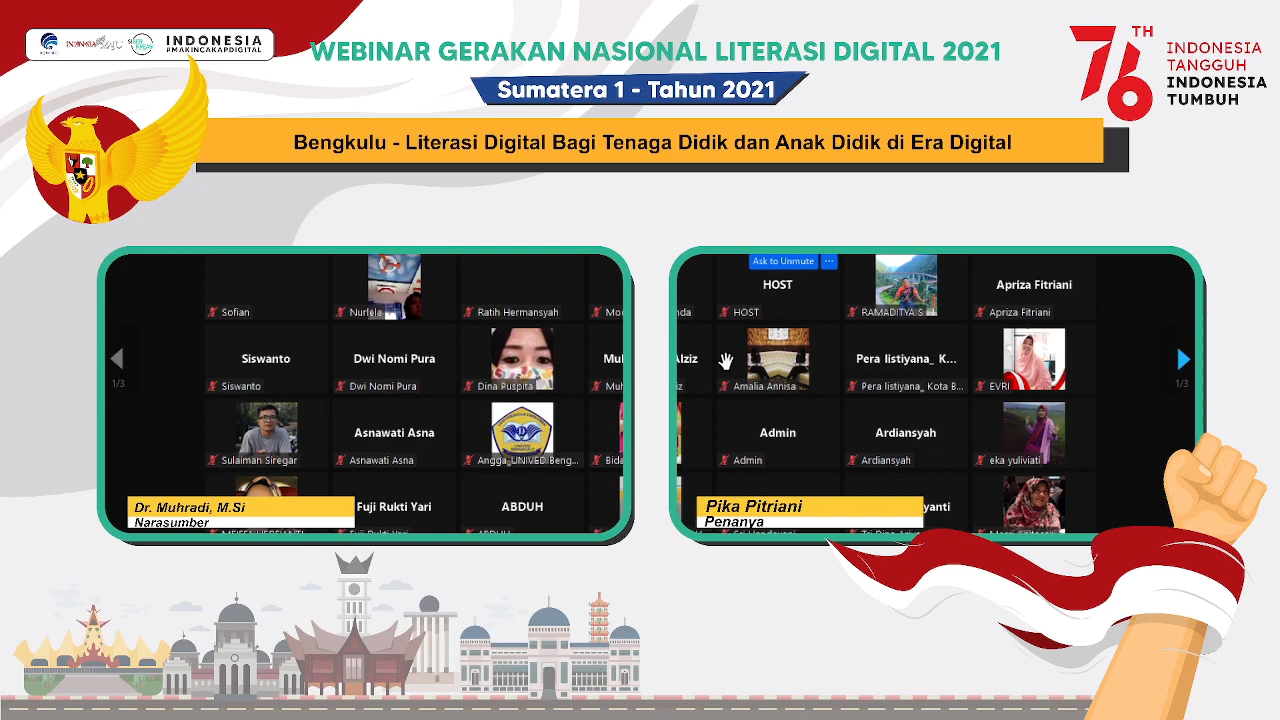 INDONESIA
#MAKINCAKAPDIGITAL
WEBINAR GERAKAN NASIONAL LITERASI DIGITAL 2021
Sumatera 1 - Tahun 2021
76 TH
INDONESIA
TANGGUH
INDONESIA
TUMBUH
Bengkulu - Literasi Digital Bagi Tenaga Didik dan Anak Didik di Era Digital
Sofian
Nurlela
Ratih Hermansyah
Siswanto
Dwi Nomi Pura
1/3
Siswanto
Dwi Nomi Pura
Dina Puspita
Asnawati Asna
Sulaiman Siregar
Asnawati Asna
Angga_UNIVED Beng...
Fuji Rukti Yari
ABDUH
Dr. Muhradi, M.Si
Narasumber
Ask to Unmute
...
HOST
Apriza Fitriani
HOST
RAMADITYA S
Apriza Fitriani
Alziz
Pera listiyana_ K...
1/3
Amalia Annisa
Pera listiyana_ Kota B...
EVRI
Admin
Ardiansyah
Admin
Ardiansyah
eka yuliviati
Pika Pitriani
Penanya